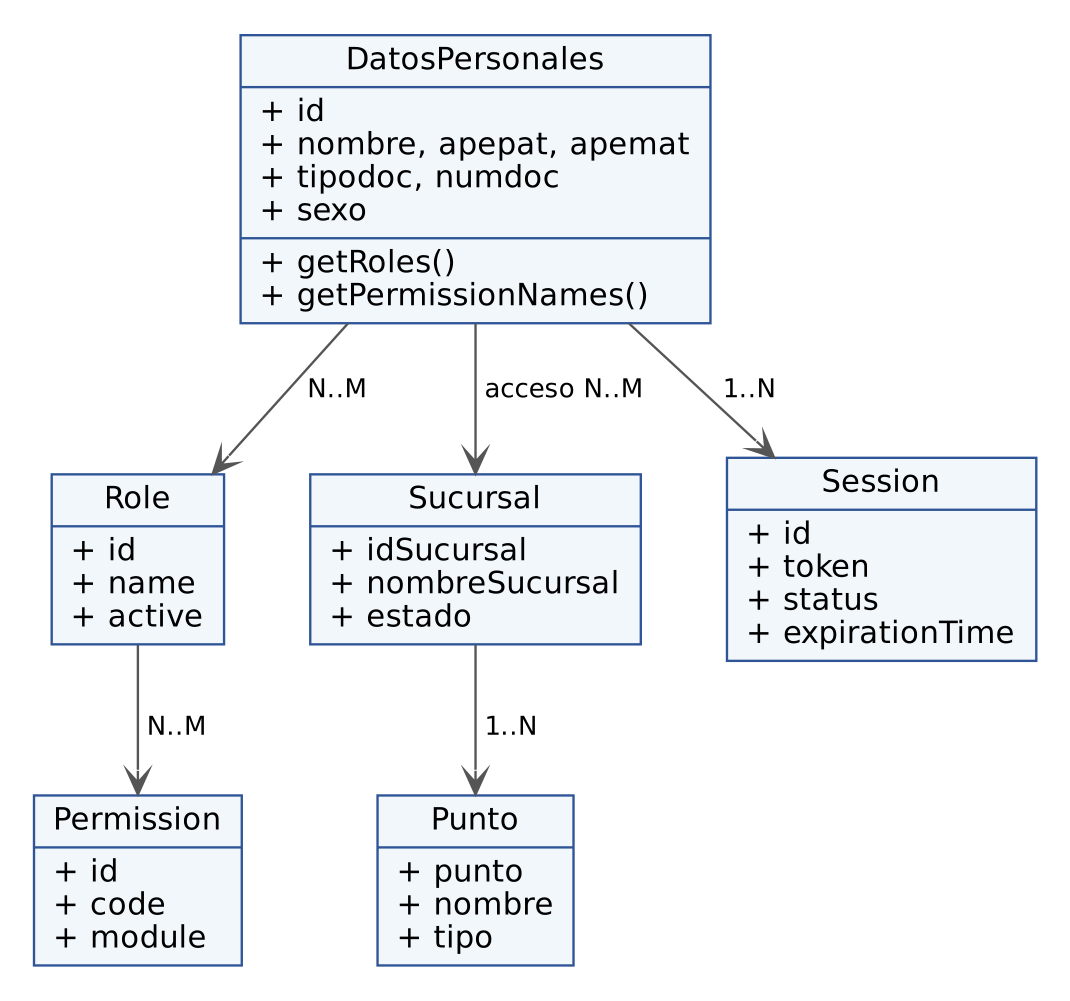 DatosPersonales
+ id
+ nombre, apepat, apemat
+ tipodoc, numdoc
+ sexo
+ getRoles()
+ getPermissionNames()
N..M
acceso N..M
1..N
Role
+ id
+ name
+ active
Sucursal
+ idSucursal
+ nombreSucursal
+ estado
Session
+ id
+ token
+ status
+ expirationTime
N..M
1..N
Permission
+ id
+ code
+ module
Punto
+ punto
+ nombre
+ tipo